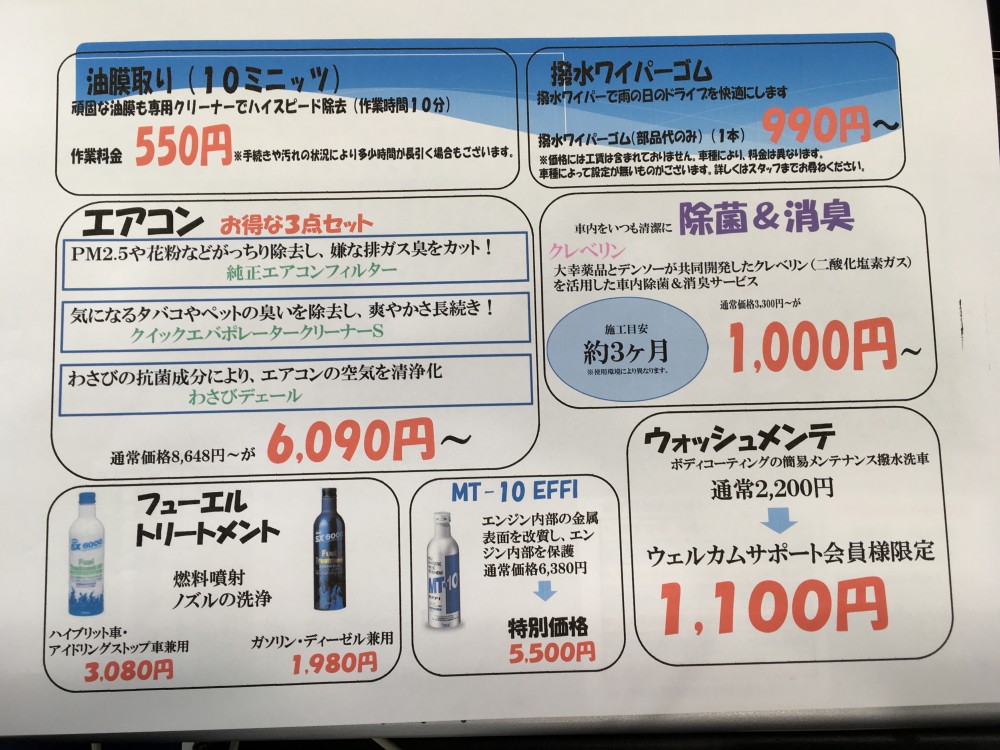 油膜取り（１０ミニッツ）
頑固な油膜も専用クリーナーでハイスピード除去（作業時間１０分）
作業料金 550円 ※手続きや汚れの状況により多少時間が長引く場合もございます。
撥水ワイパーゴム
撥水ワイパーで雨の日のドライブを快適にします
撥水ワイパーゴム(部品代のみ)（１本） 990円～
※価格には工賃は含まれておりません。車種により、料金は異なります。
車種によって設定が無いものがございます。詳しくはスタッフまでお尋ねください。
エアコン お得な３点セット
PM2.5や花粉などがっちり除去し、嫌な排ガス臭をカット！
純正エアコンフィルター
気になるタバコやペットの臭いを除去し、爽やかさ長続き！
クイックエバポレータークリーナーS
わさびの抗菌成分により、エアコンの空気を清浄化
わさびデェール
通常価格8,648円～が 6,090円～
車内をいつも清潔に 除菌＆消臭
クレベリン
大幸薬品とデンソーが共同開発したクレベリン（二酸化塩素ガス）
を活用した車内除菌＆消臭サービス
通常価格3,300円～が
施工目安
約3ヶ月
※使用環境により異なります。
1,000円～
フューエル
トリートメント
SX 6000
Fuel
SX 6000
Fuel
Treatment
燃料噴射
ノズルの洗浄
ハイブリット車・
アイドリングストップ車兼用
3,080円
ガソリン・ディーゼル兼用
1,980円
MT-10 EFFI
MT-10
EFFI
エンジン内部の金属
表面を改質し、エン
ジン内部を保護
通常価格6,380円
特別価格
5,500円
ウォッシュメンテ
ボディコーティングの簡易メンテナンス撥水洗車
通常2,200円
ウェルカムサポート会員様限定
1,100円